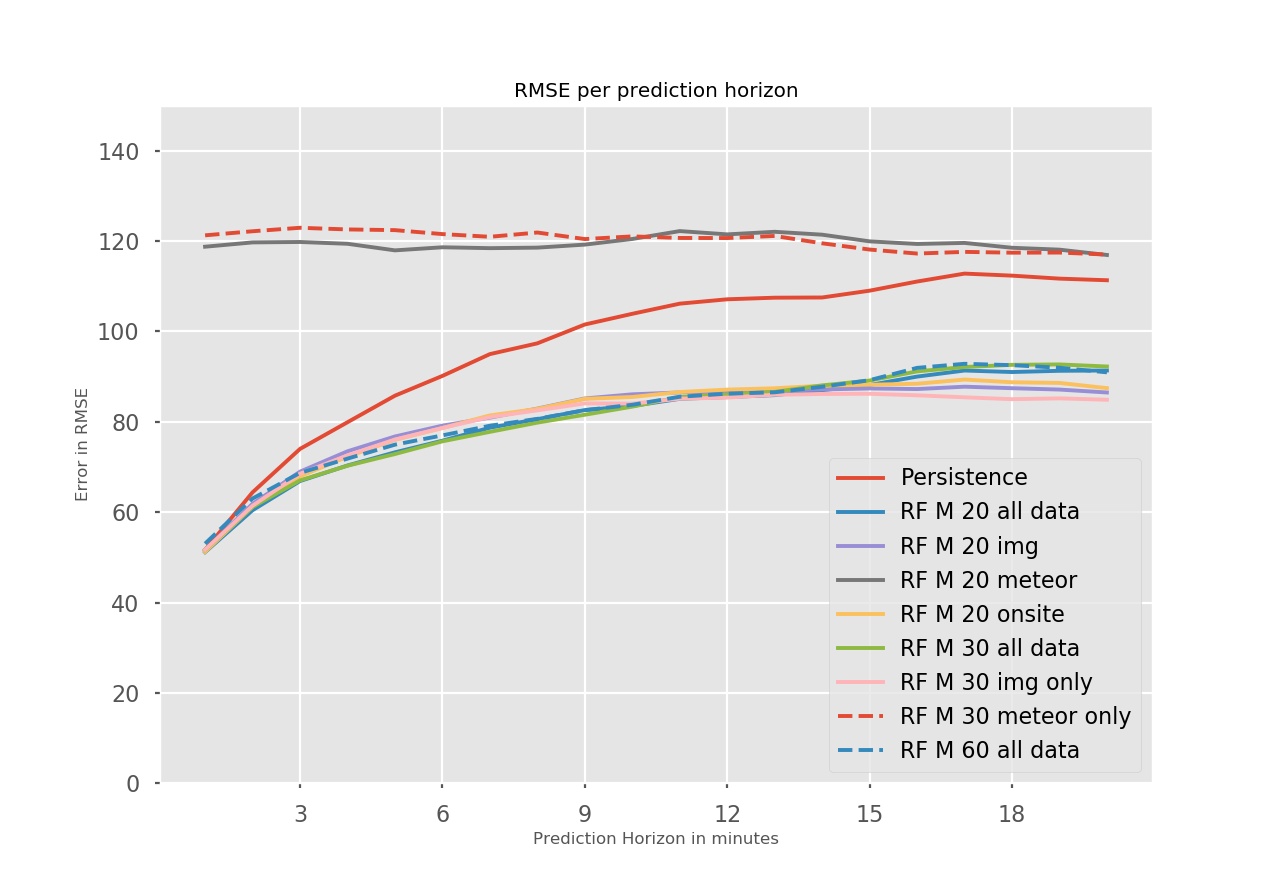 RMSE per prediction horizon
140
120
100
80
60
40
20
0
Error in RMSE
3 6 9 12 15 18
Prediction Horizon in minutes
Persistence
RF M 20 all data
RF M 20 img
RF M 20 meteor
RF M 20 onsite
RF M 30 all data
RF M 30 img only
RF M 30 meteor only
RF M 60 all data